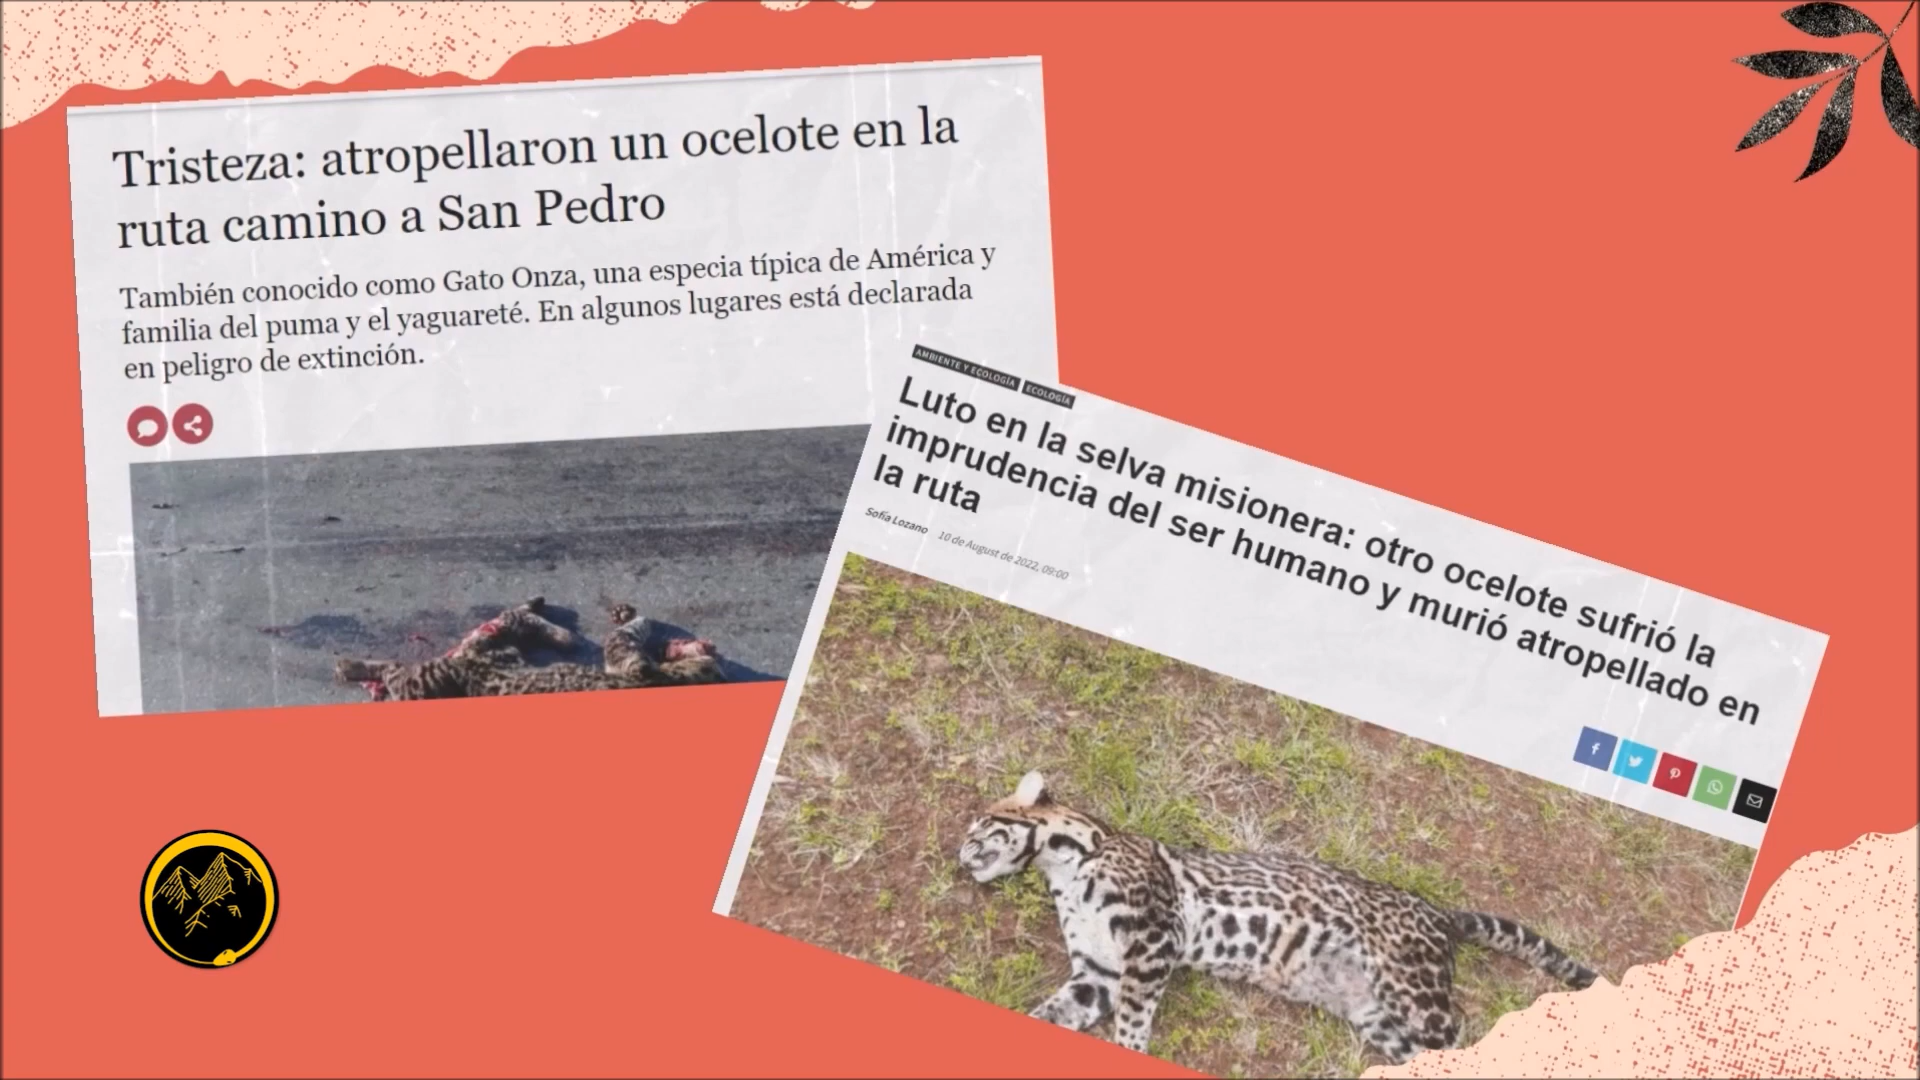 Tristeza: atropellaron un ocelote en la
ruta camino a San Pedro
También conocido como Gato Onza, una especia típica de América y
familia del puma y el yaguareté. En algunos lugares está declarada
en peligro de extinción.
AMBIENTE Y ECOLOGÍA ECOLOGÍA
Luto en la selva misionera: otro ocelote sufrió la
imprudencia del ser humano y murió atropellado en
la ruta
Sofía Lozano 10 de August de 2022, 09:00